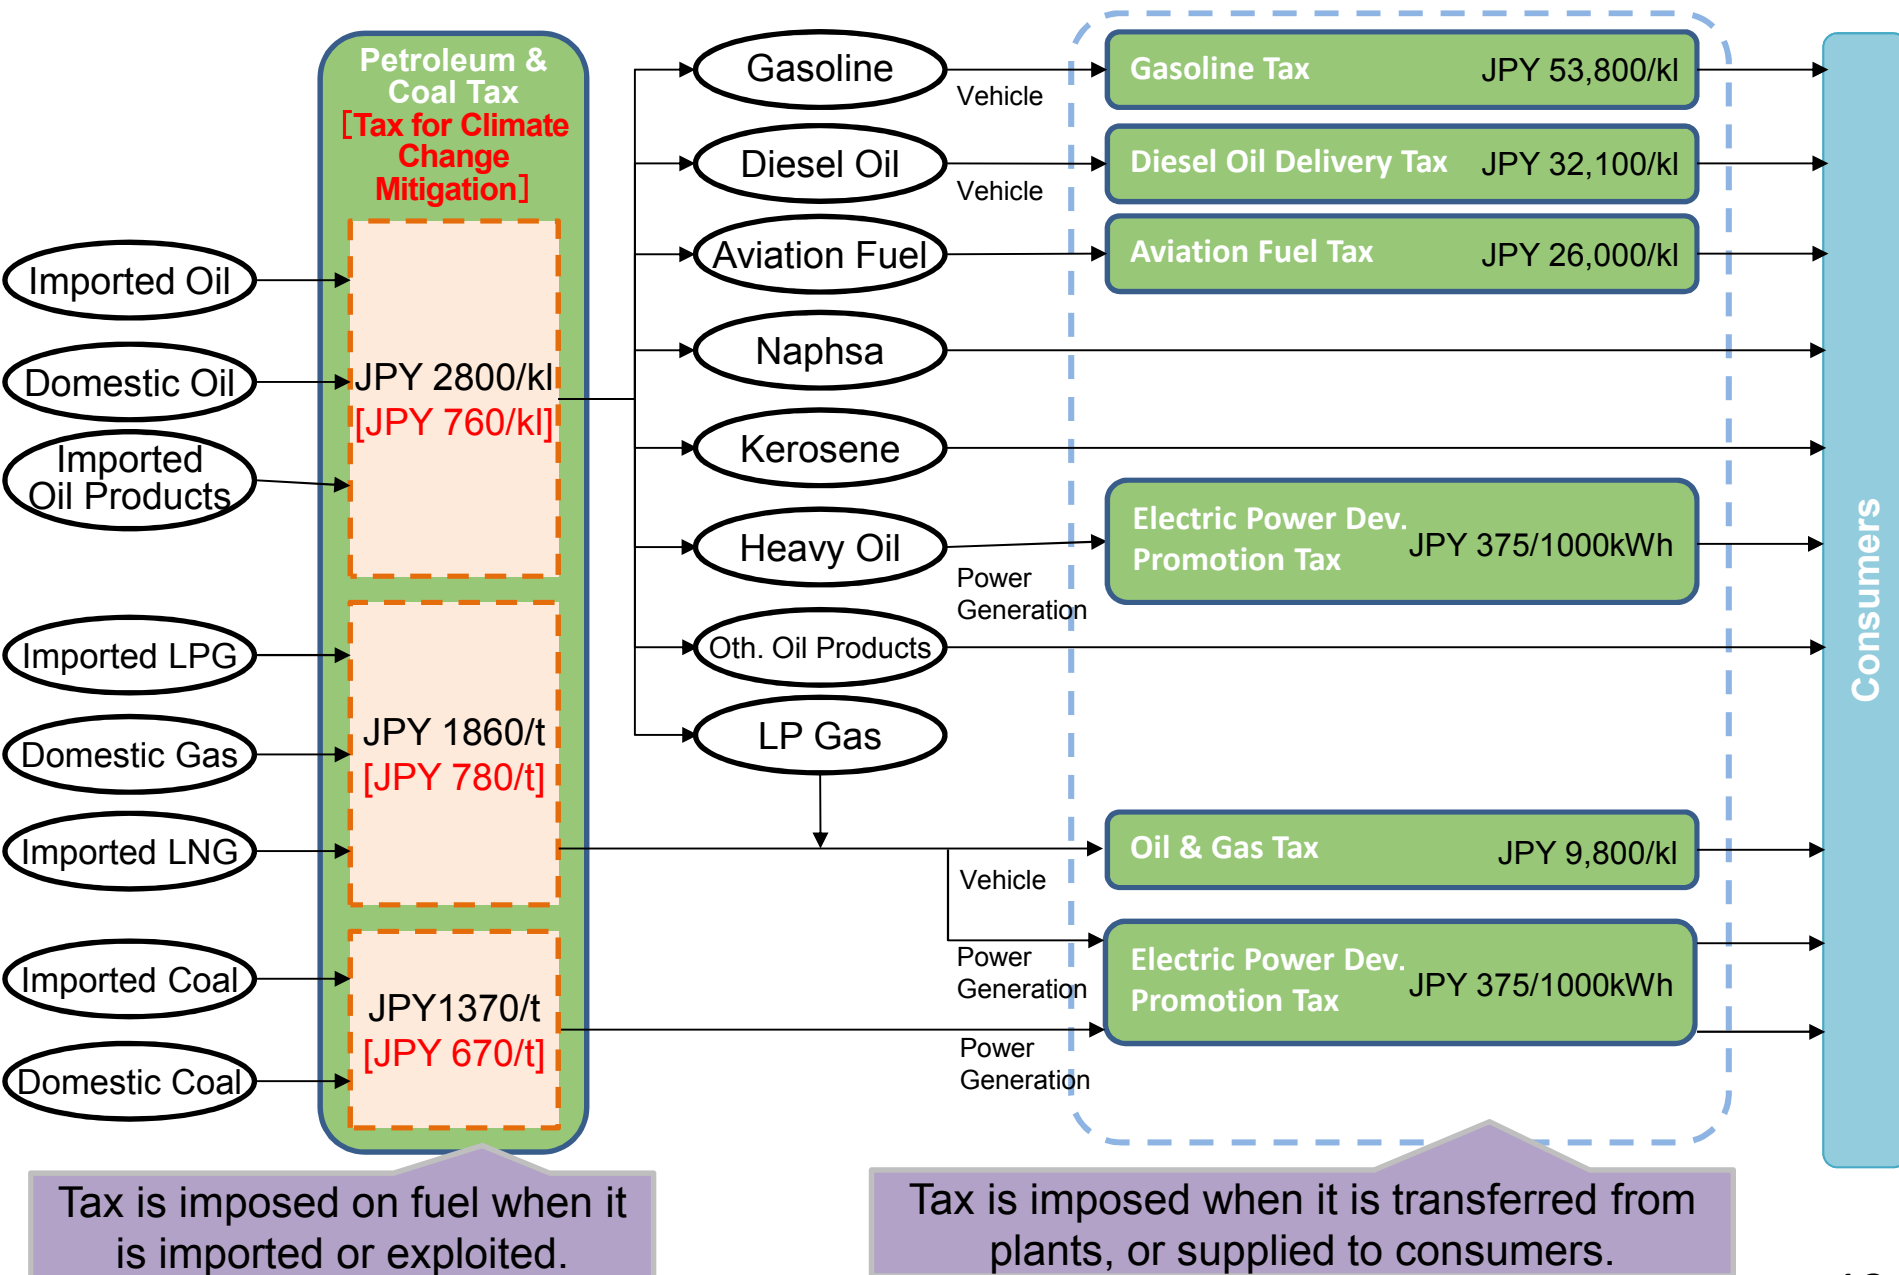 Petroleum &
Coal Tax
[Tax for Climate
Change
Mitigation]
Imported Oil
Domestic Oil
Imported
Oil Products
Imported LPG
Domestic Gas
Imported LNG
Imported Coal
Domestic Coal
JPY 2800/kl
[JPY 760/kl]
JPY 1860/t
[JPY 780/t]
JPY1370/t
[JPY 670/t]
Gasoline
Vehicle
Gasoline Tax JPY 53,800/kl
Diesel Oil
Vehicle
Diesel Oil Delivery Tax JPY 32,100/kl
Aviation Fuel
Aviation Fuel Tax JPY 26,000/kl
Naphsa
Kerosene
Heavy Oil
Power
Generation
Electric Power Dev.
Promotion Tax JPY 375/1000kWh
Oth. Oil Products
LP Gas
Vehicle
Oil & Gas Tax JPY 9,800/kl
Power
Generation
Electric Power Dev.
Promotion Tax JPY 375/1000kWh
Power
Generation
Consumers
Tax is imposed on fuel when it
is imported or exploited.
Tax is imposed when it is transferred from
plants, or supplied to consumers.